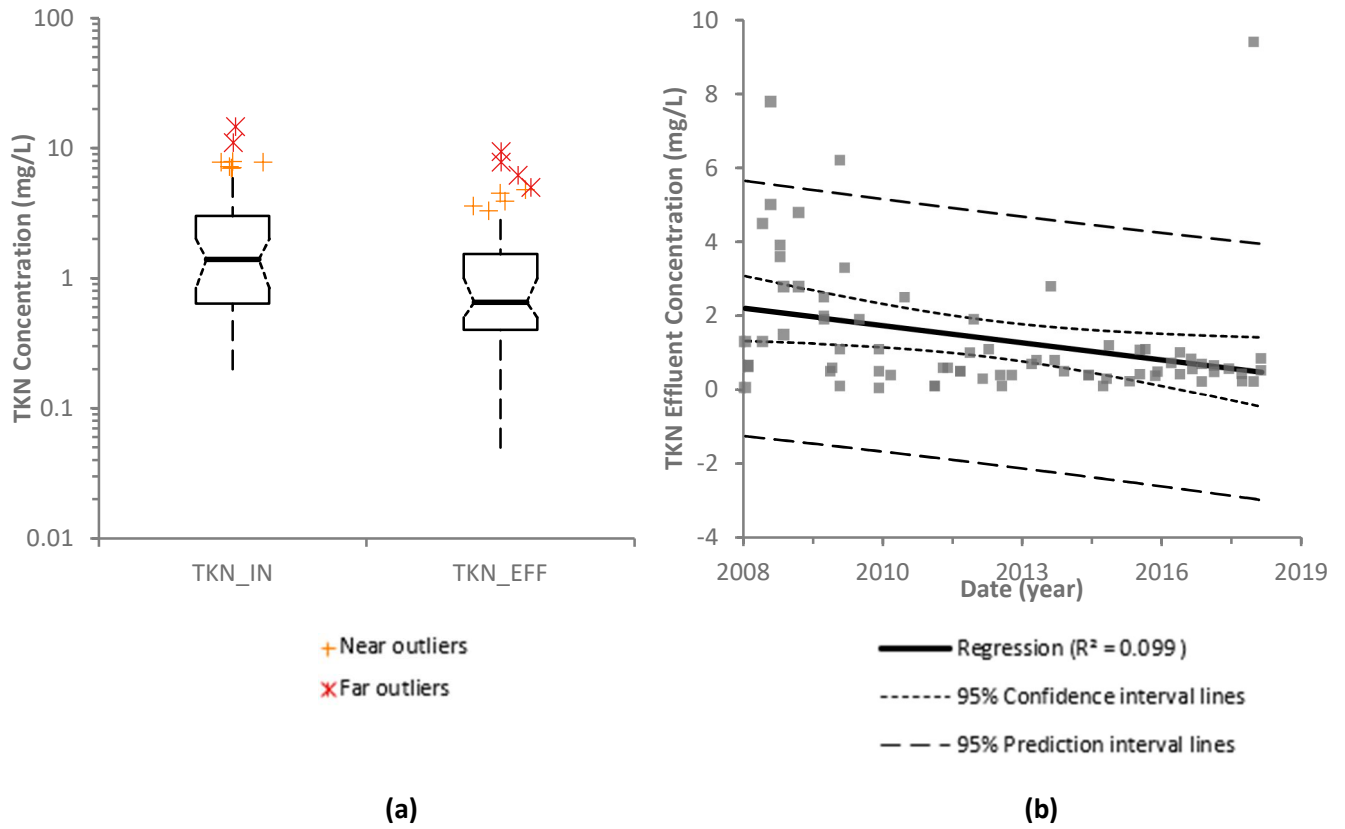 TKN Concentration (mg/L)
100
10
1
0.1
0.01
TKN_IN
TKN_EFF
Near outliers
Far outliers
(a)
TKN Effluent Concentration (mg/L)
10
8
6
4
2
0
-2
-4
2008
2010
2013
2016
2019
Date (year)
Regression (R² = 0.099 )
95% Confidence interval lines
95% Prediction interval lines
(b)